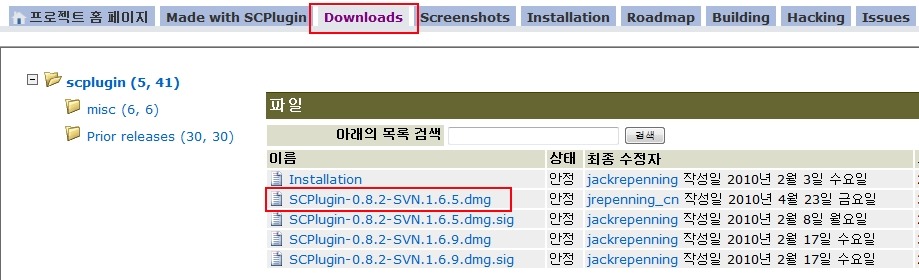 프로젝트 홈 페이지 Made with SCPlugin Downloads Screenshots Installation Roadmap Building Hacking Issues
scplugin (5, 41)
misc (6, 6)
Prior releases (30, 30)
파일
아래의 목록 검색 검색
이름 상태 최종 수정자
Installation 안정 jackrepenning 작성일 2010년 2월 3일 수요일
SCPlugin-0.8.2-SVN.1.6.5.dmg 안정 jrepenning_cn 작성일 2010년 4월 23일 금요일
SCPlugin-0.8.2-SVN.1.6.5.dmg.sig 안정 jackrepenning 작성일 2010년 2월 8일 월요일
SCPlugin-0.8.2-SVN.1.6.9.dmg 안정 jackrepenning 작성일 2010년 2월 17일 수요일
SCPlugin-0.8.2-SVN.1.6.9.dmg.sig 안정 jackrepenning 작성일 2010년 2월 17일 수요일